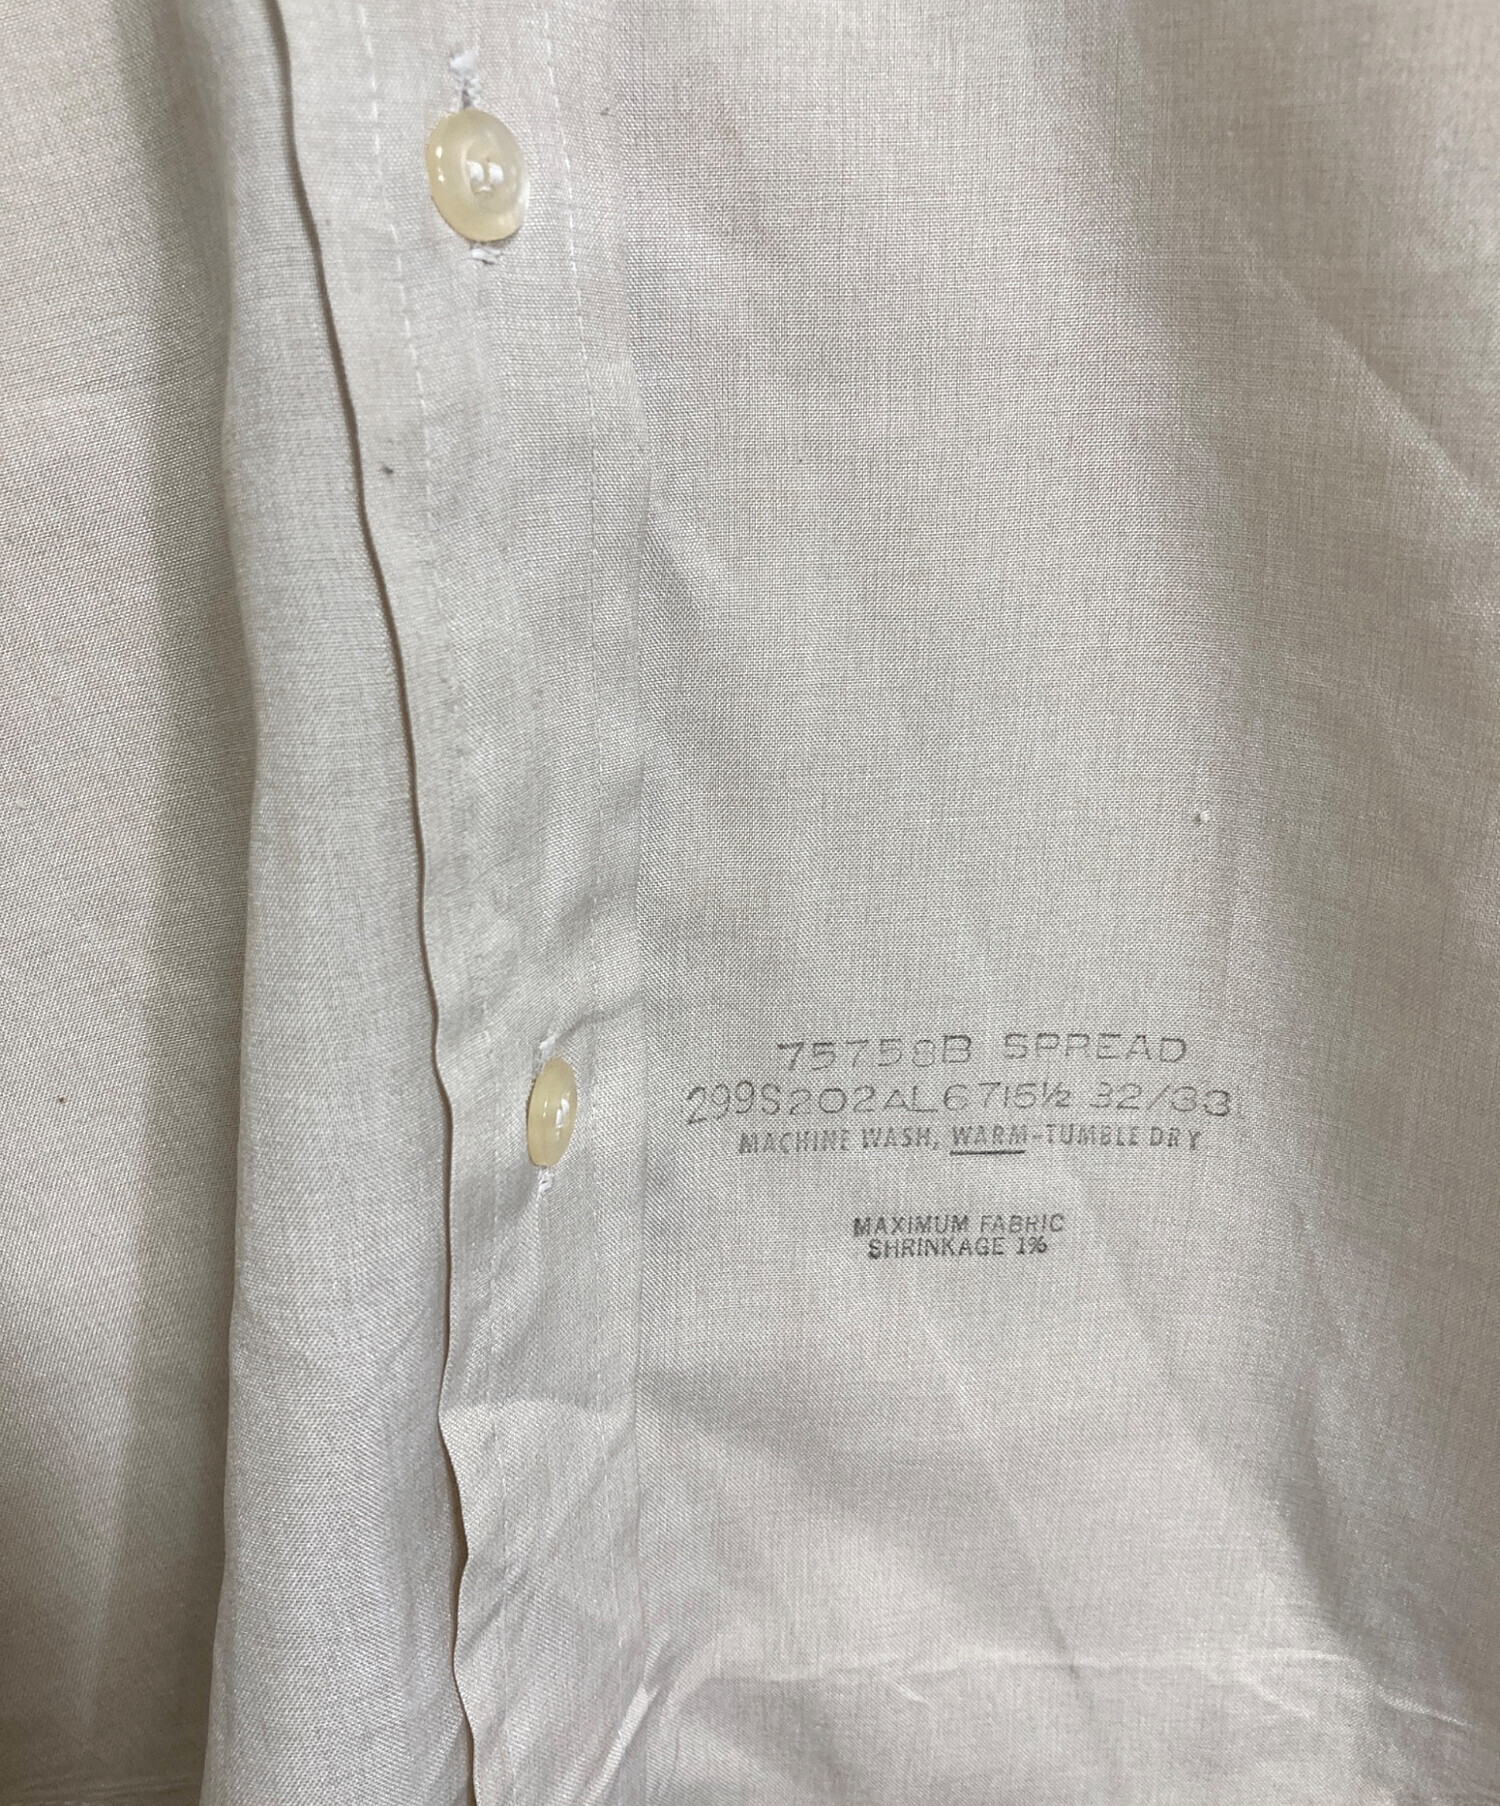 75758B SPREAD
299S202AL6715½ 32/33
MACHINE WASH, WARM-TUMBLE DRY
MAXIMUM FABRIC
SHRINKAGE 1%